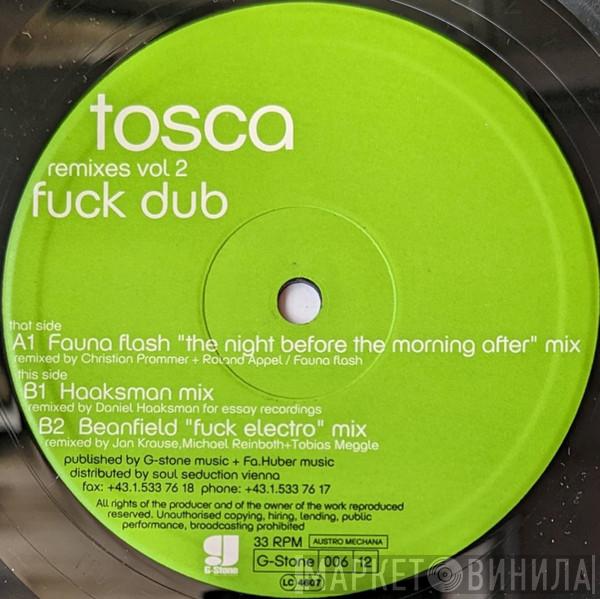 tosca
remixes vol 2
fuck dub
that side
A1 Fauna flash "the night before the morning after" mix
remixed by Christian Prommer + Roland Appel / Fauna flash
this side
B1 Haaksman mix
remixed by Daniel Haaksman for essay recordings
B2 Beanfield "fuck electro" mix
remixed by Jan Krause,Michael Reinboth+Tobias Meggle
published by G-stone music + Fa.Huber music
distributed by soul seduction vienna
fax: +43.1.533 76 18 phone: +43.1.533 76 17
All rights of the producer and of the owner of the work reproduced
reserved. Unauthorised copying, hiring, lending, public
performance, broadcasting prohibited
33 RPM AUSTRO MECHANA
G-Stone 006 12
G-Stone
LC 4607
МАРКЕТ ВИНИЛА